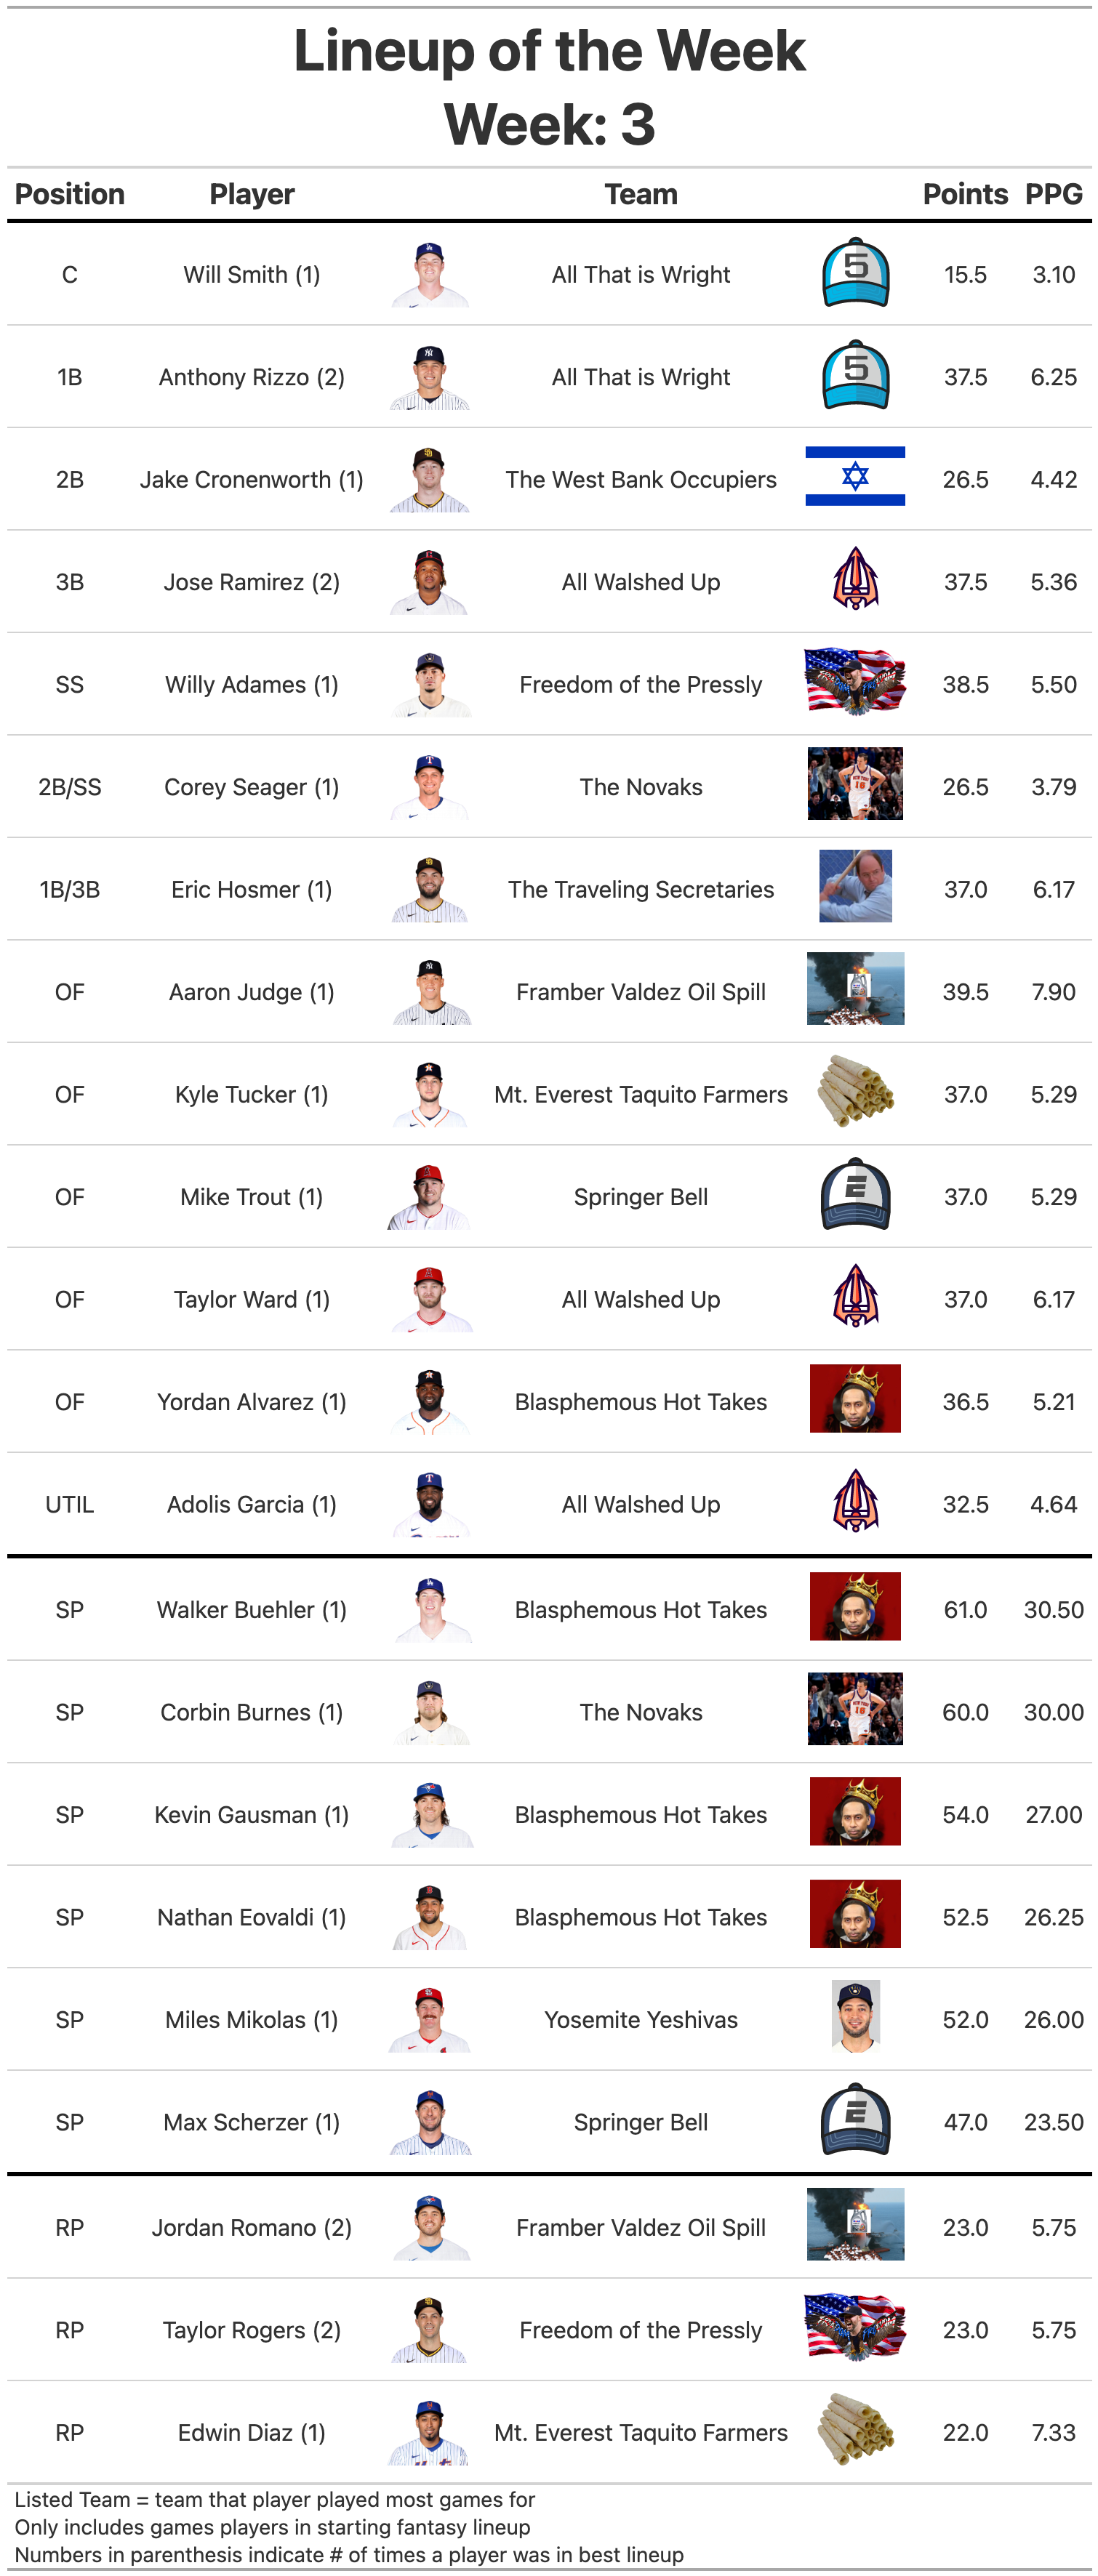 Lineup of the Week
Week: 3
Position Player Team Points PPG
C Will Smith (1) All That is Wright 5 15.5 3.10
1B Anthony Rizzo (2) All That is Wright 5 37.5 6.25
2B Jake Cronenworth (1) The West Bank Occupiers 26.5 4.42
3B Jose Ramirez (2) All Walshed Up 37.5 5.36
SS Willy Adames (1) Freedom of the Pressly 38.5 5.50
2B/SS Corey Seager (1) The Novaks 26.5 3.79
1B/3B Eric Hosmer (1) The Traveling Secretaries 37.0 6.17
OF Aaron Judge (1) Framber Valdez Oil Spill 39.5 7.90
OF Kyle Tucker (1) Mt. Everest Taquito Farmers 37.0 5.29
OF Mike Trout (1) Springer Bell E 37.0 5.29
OF Taylor Ward (1) All Walshed Up 37.0 6.17
OF Yordan Alvarez (1) Blasphemous Hot Takes 36.5 5.21
UTIL Adolis Garcia (1) All Walshed Up 32.5 4.64
SP Walker Buehler (1) Blasphemous Hot Takes 61.0 30.50
SP Corbin Burnes (1) The Novaks 60.0 30.00
SP Kevin Gausman (1) Blasphemous Hot Takes 54.0 27.00
SP Nathan Eovaldi (1) Blasphemous Hot Takes 52.5 26.25
SP Miles Mikolas (1) Yosemite Yeshivas 52.0 26.00
SP Max Scherzer (1) Springer Bell E 47.0 23.50
RP Jordan Romano (2) Framber Valdez Oil Spill 23.0 5.75
RP Taylor Rogers (2) Freedom of the Pressly 23.0 5.75
RP Edwin Diaz (1) Mt. Everest Taquito Farmers 22.0 7.33
Listed Team = team that player played most games for
Only includes games players in starting fantasy lineup
Numbers in parenthesis indicate # of times a player was in best lineup